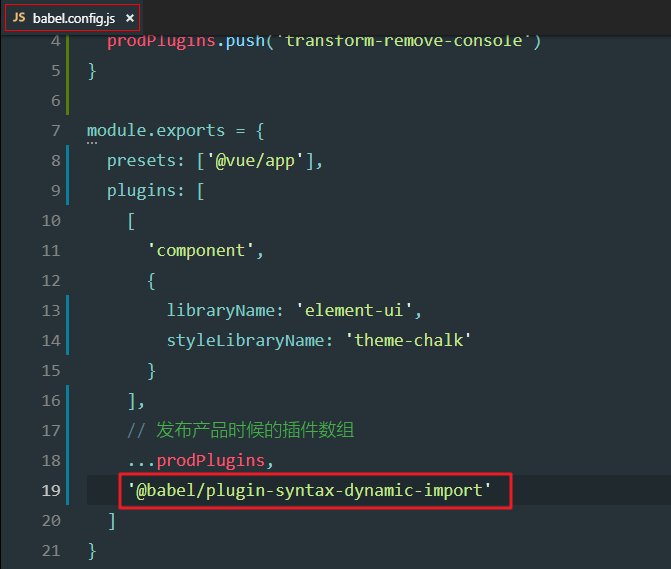 JS babel.config.js ×
4 prodPlugins.push('transform-remove-console')
5 }
6
7 module.exports = {
8 presets: ['@vue/app'],
9 plugins: [
10 [
11 'component',
12 {
13 libraryName: 'element-ui',
14 styleLibraryName: 'theme-chalk'
15 }
16 ],
17 // 发布产品时候的插件数组
18 ...prodPlugins,
19 '@babel/plugin-syntax-dynamic-import'
20 ]
21 }